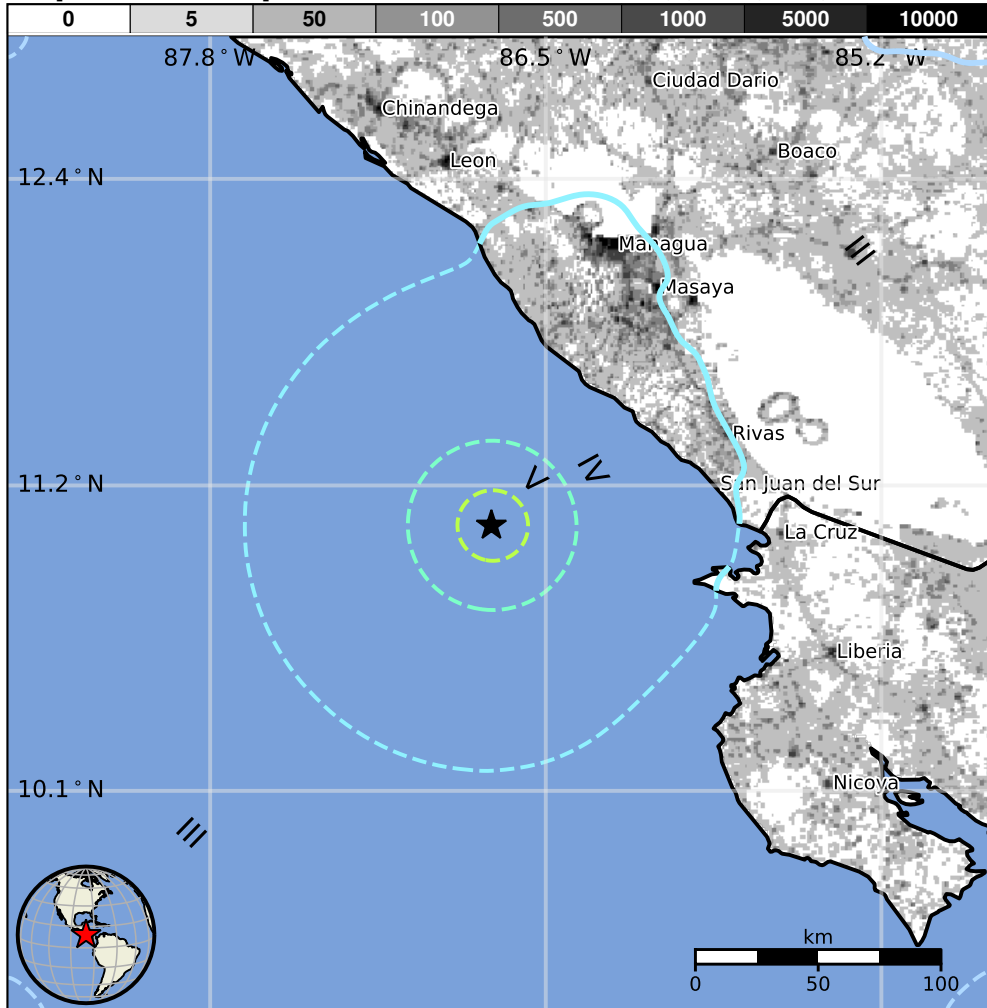 0 5 50 100 500 1000 5000 10000
87.8°W 86.5°W 85.2°W
Ciudad Dario
Chinandega
Boaco
Leon
12.4°N
Managua
III
Masaya
Rivas
IV
V
San Juan del Sur
11.2°N
La Cruz
Liberia
Nicoya
10.1°N
III
km
0 50 100